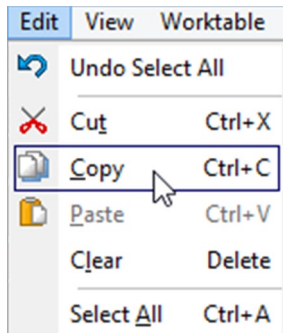 Edit View Worktable
Undo Select All
Cut Ctrl+X
Copy Ctrl+C
Paste Ctrl+V
Clear Delete
Select All Ctrl+A